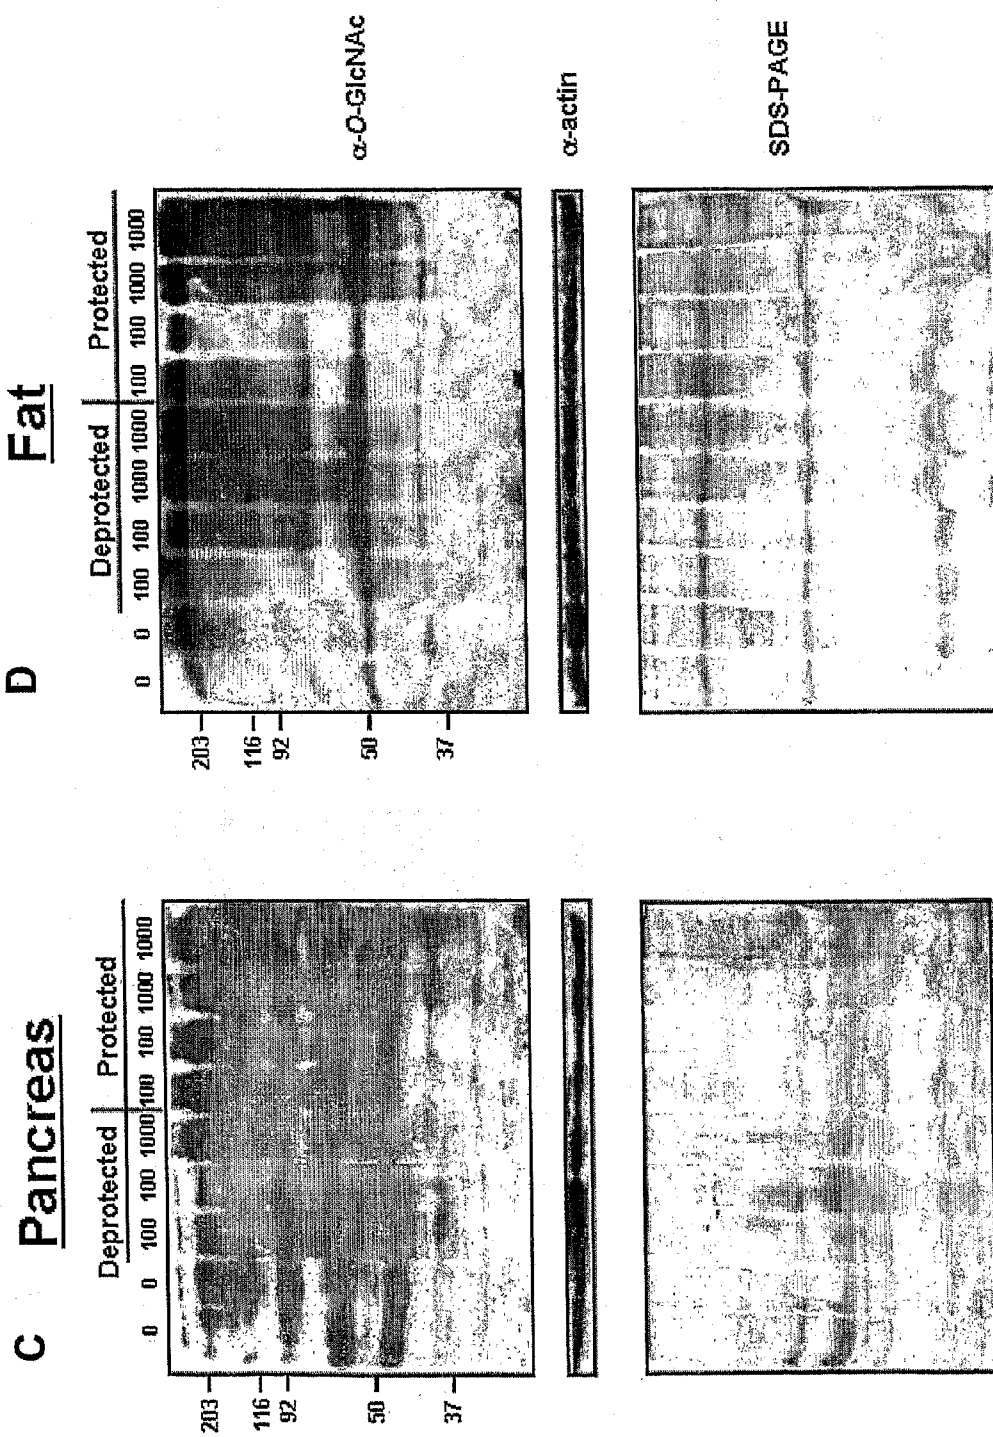 C
Pancreas
Deprotected Protected
0 0 100 100 1000 100 100 1000 1000
203
116
92
50
37
D
Fat
Deprotected Protected
0 0 100 100 1000 1000 100 100 1000 1000
203
116
92
50
37
α-O-GlcNAc
α-actin
SDS-PAGE